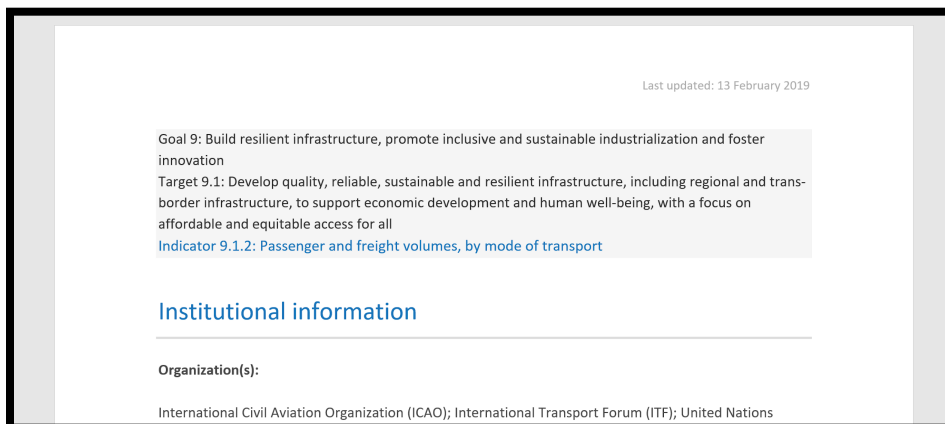 Last updated: 13 February 2019
Goal 9: Build resilient infrastructure, promote inclusive and sustainable industrialization and foster
innovation
Target 9.1: Develop quality, reliable, sustainable and resilient infrastructure, including regional and trans-
border infrastructure, to support economic development and human well-being, with a focus on
affordable and equitable access for all
Indicator 9.1.2: Passenger and freight volumes, by mode of transport
Institutional information
Organization(s):
International Civil Aviation Organization (ICAO); International Transport Forum (ITF); United Nations